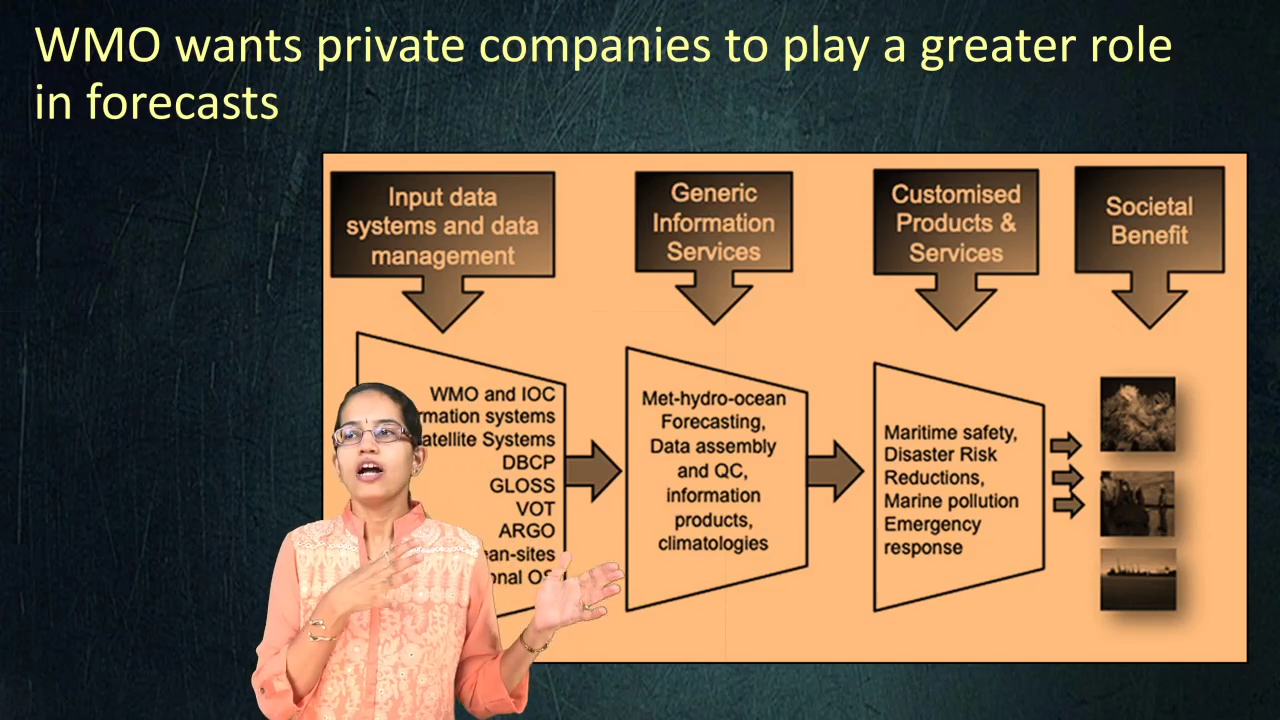 WMO wants private companies to play a greater role
in forecasts
Input data
systems and data
management
Generic
Information
Services
Customised
Products &
Services
Societal
Benefit
WMO and IOC
systems
Systems
DBCP
GLOSS
VOT
ARGO
Met-hydro-ocean
Forecasting,
Data assembly
and QC,
information
products,
climatologies
Maritime safety,
Disaster Risk
Reductions,
Marine pollution
Emergency
response